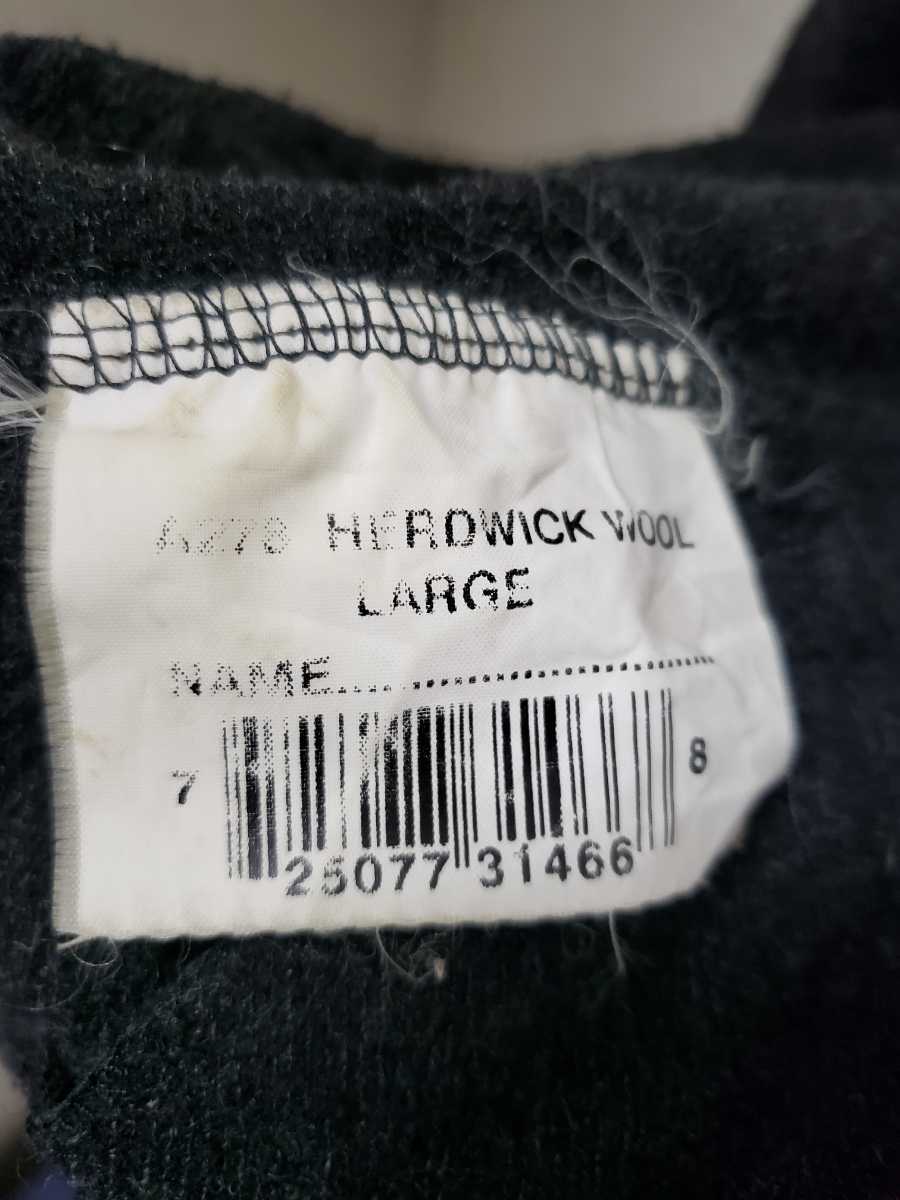 A278 HERDWICK WOOL
LARGE
NAME..............................
7 25077 31466 8